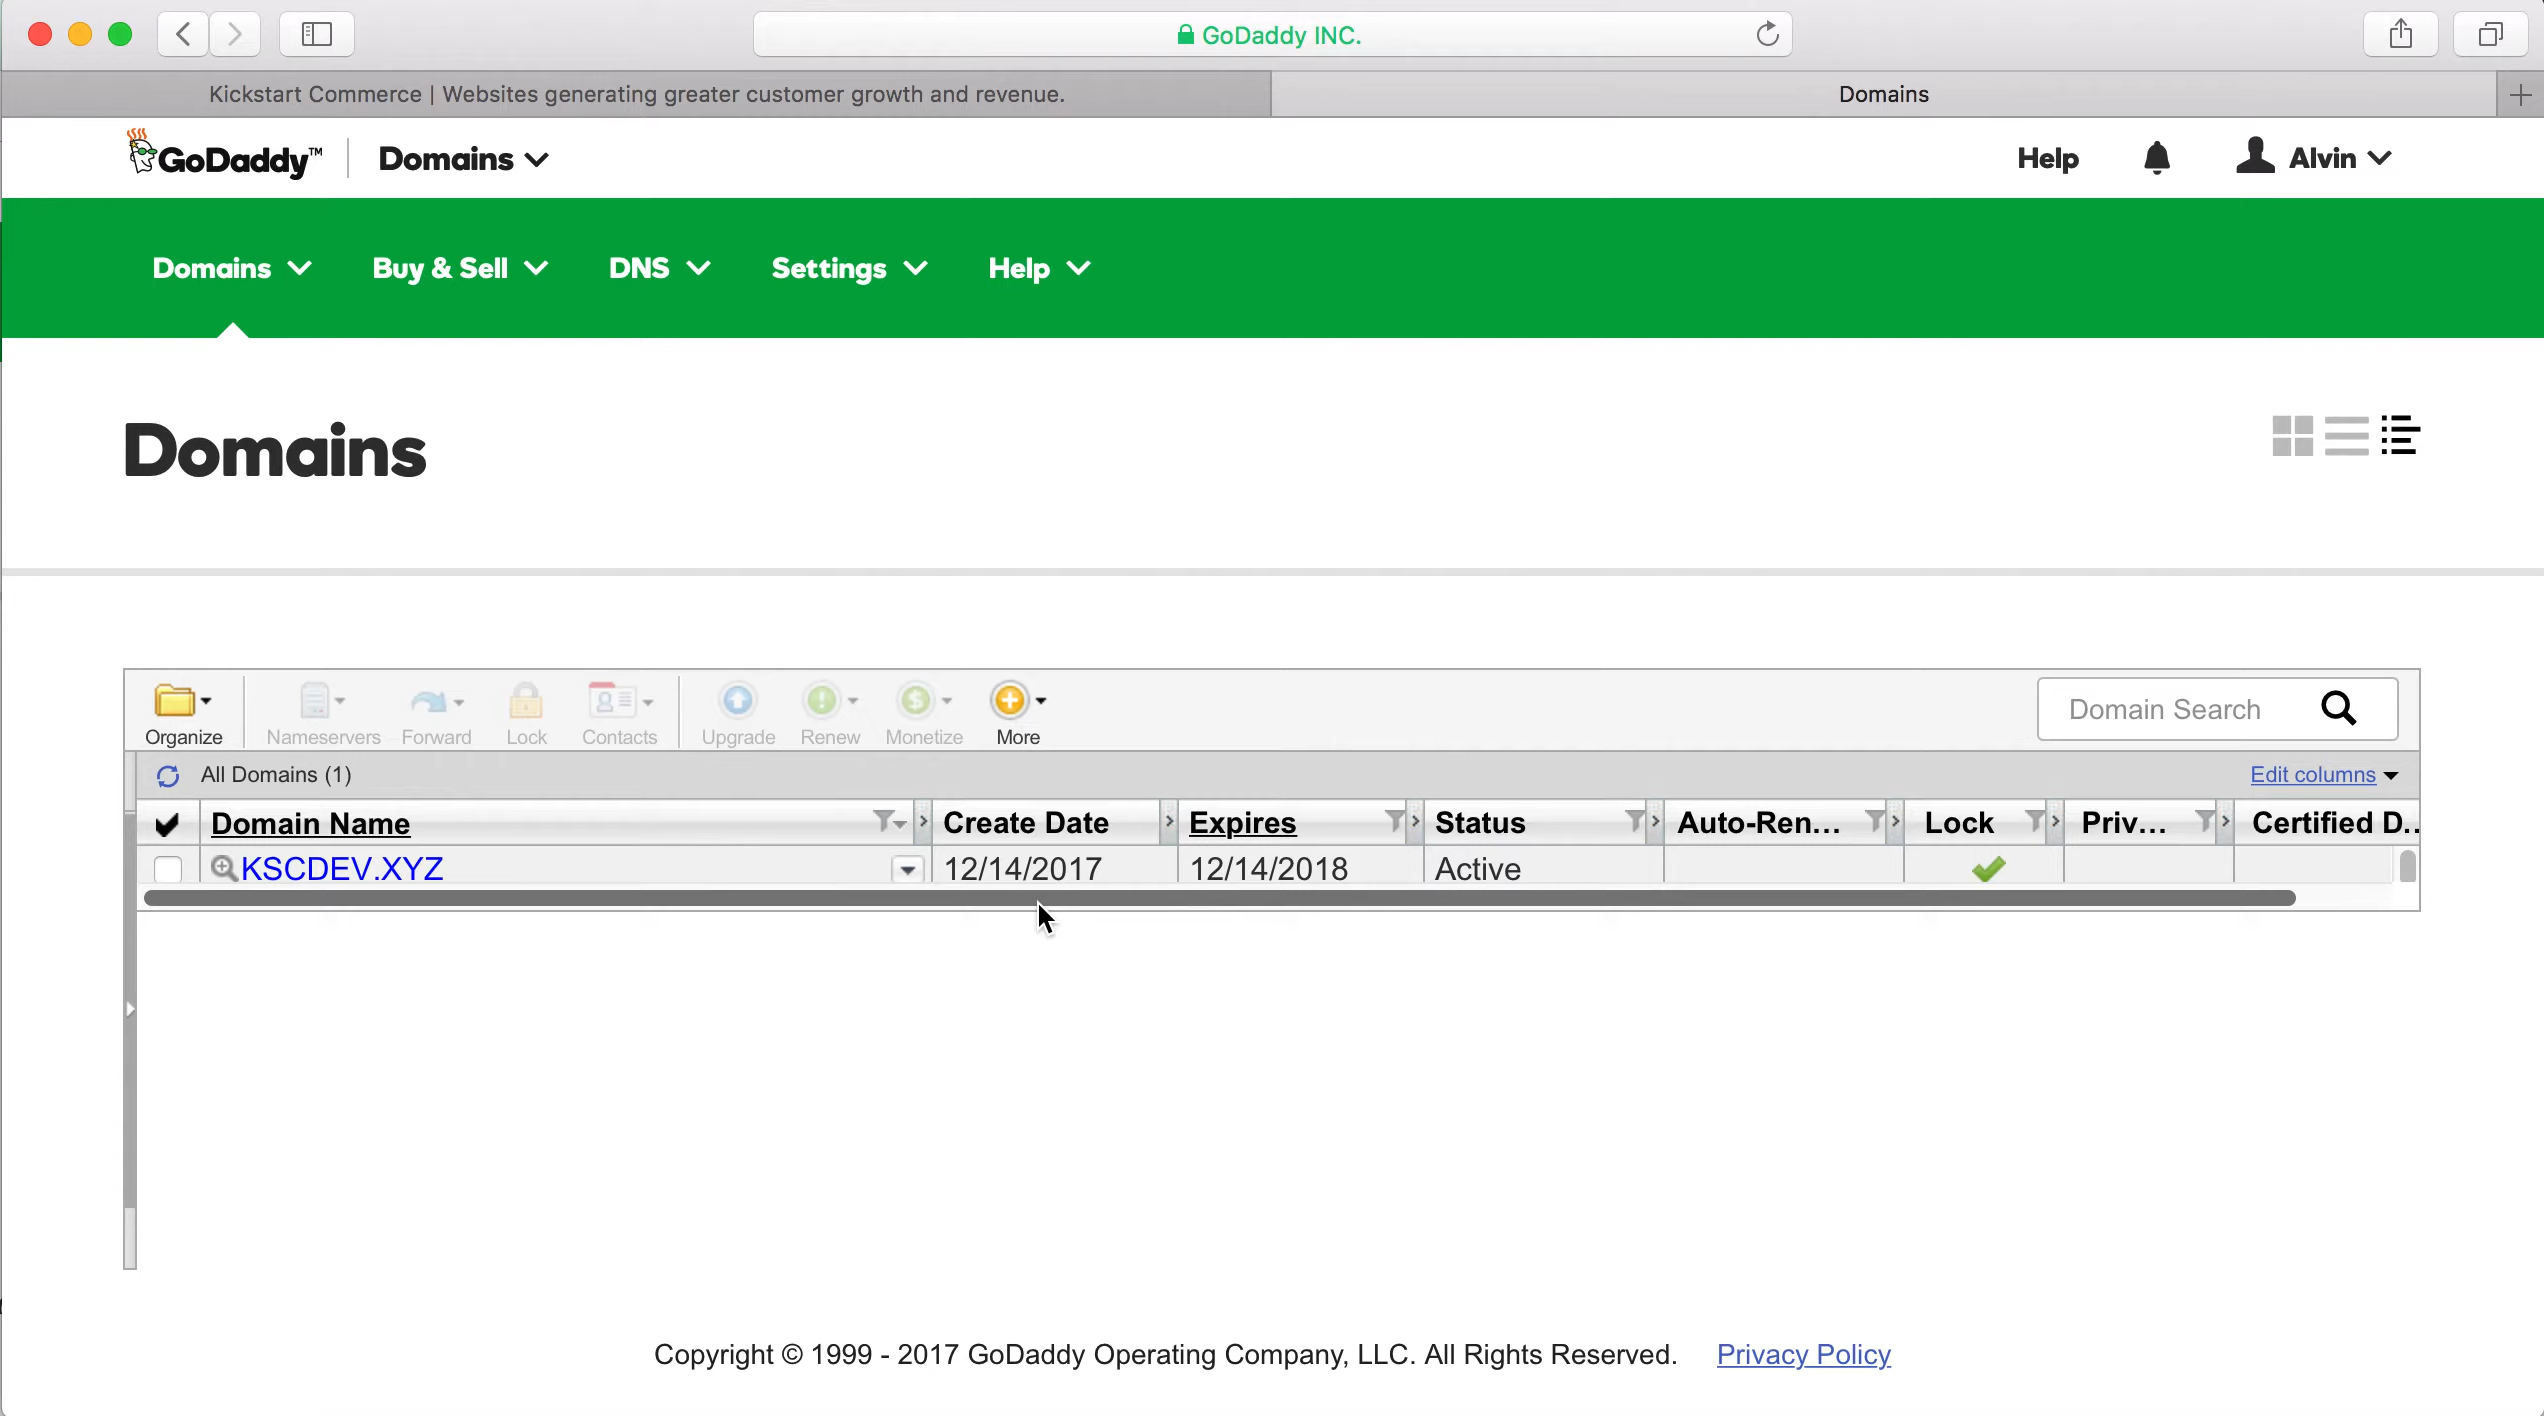 GoDaddy INC.
Kickstart Commerce | Websites generating greater customer growth and revenue.
Domains
GoDaddy™
Domains
Help
Alvin
Domains
Buy & Sell
DNS
Settings
Help
Domains
Organize
Nameservers
Forward
Lock
Contacts
Upgrade
Renew
Monetize
More
Domain Search
All Domains (1)
Edit columns
Domain Name
Create Date
Expires
Status
Auto-Ren...
Lock
Priv...
Certified D..
KSCDEV.XYZ
12/14/2017
12/14/2018
Active
Copyright © 1999 - 2017 GoDaddy Operating Company, LLC. All Rights Reserved.
Privacy Policy